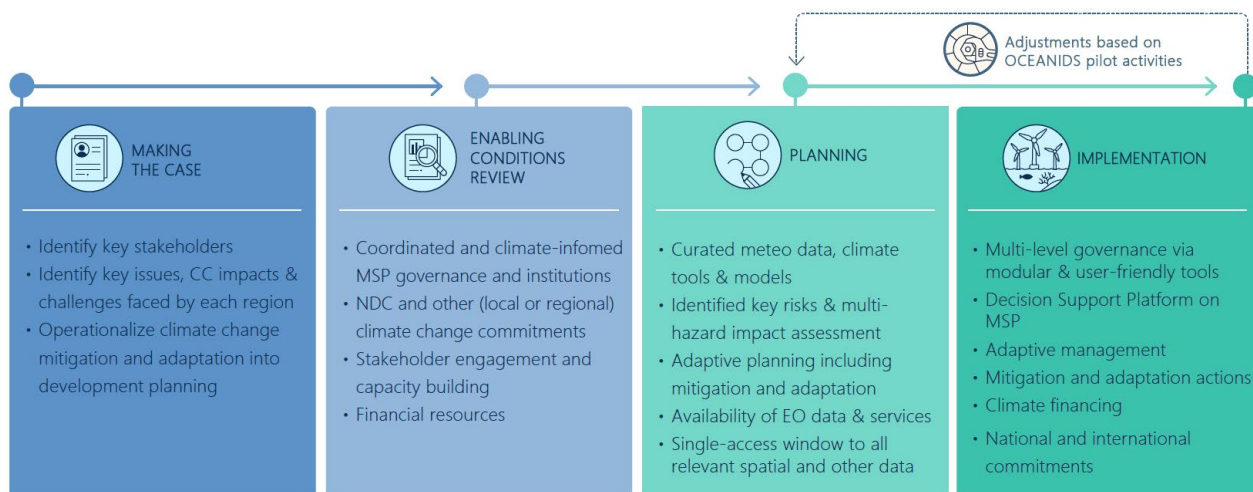 Adjustments based on
OCEANIDS pilot activities
MAKING
THE CASE
• Identify key stakeholders
• Identify key issues, CC impacts &
challenges faced by each region
• Operationalize climate change
mitigation and adaptation into
development planning
ENABLING
CONDITIONS
REVIEW
• Coordinated and climate-infomed
MSP governance and institutions
• NDC and other (local or regional)
climate change commitments
• Stakeholder engagement and
capacity building
• Financial resources
PLANNING
• Curated meteo data, climate
tools & models
• Identified key risks & multi-
hazard impact assessment
• Adaptive planning including
mitigation and adaptation
• Availability of EO data & services
• Single-access window to all
relevant spatial and other data
IMPLEMENTATION
• Multi-level governance via
modular & user-friendly tools
• Decision Support Platform on
MSP
• Adaptive management
• Mitigation and adaptation actions
• Climate financing
• National and international
commitments